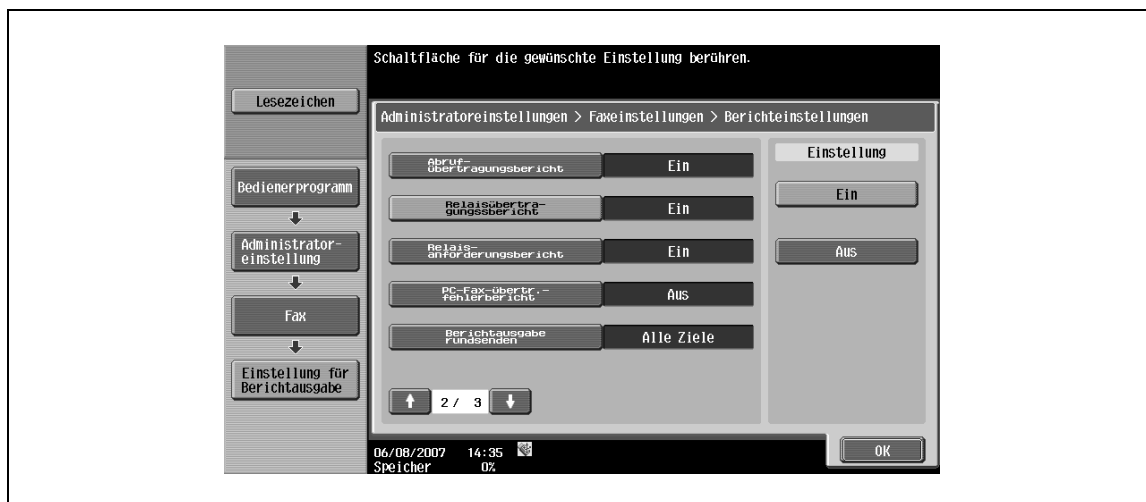 Schaltfläche für die gewünschte Einstellung berühren.
Lesezeichen
Administratoreinstellungen > Faxeinstellungen > Berichteinstellungen
Bedienerprogramm
Administrator-
einstellung
Fax
Einstellung für
Berichtausgabe
Abruf-
übertragungsbericht
Ein
Relaisübertra-
gungssbericht
Ein
Relais-
anforderungsbericht
Ein
PC-Fax-übertr.-
fehlerbericht
Aus
Berichtausgabe
rundsenden
Alle Ziele
2/ 3
Einstellung
Ein
Aus
06/08/2007 14:35
Speicher 0%
OK